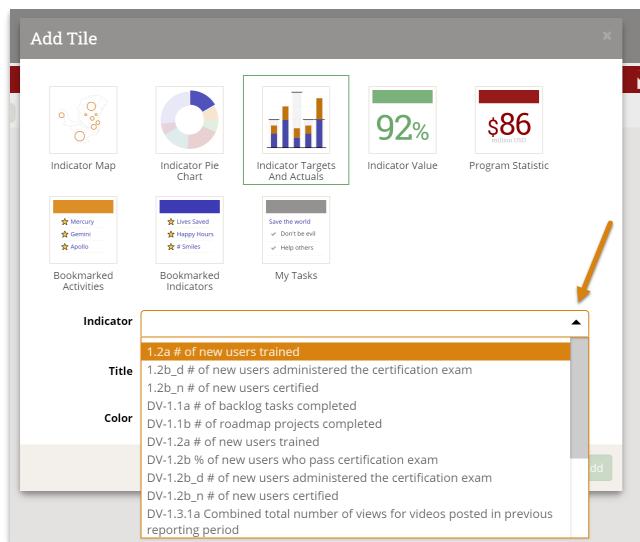 Add Tile
×
92%
$86
million USD
Indicator Map
Indicator Pie
Chart
Indicator Targets
And Actuals
Indicator Value
Program Statistic
Mercury
Gemini
Apollo
Lives Saved
Happy Hours
# Smiles
Save the world
Don't be evil
Help others
Bookmarked
Activities
Bookmarked
Indicators
My Tasks
Indicator
1.2a # of new users trained
1.2b_d # of new users administered the certification exam
1.2b_n # of new users certified
DV-1.1a # of backlog tasks completed
DV-1.1b # of roadmap projects completed
DV-1.2a # of new users trained
DV-1.2b % of new users who pass certification exam
DV-1.2b_d # of new users administered the certification exam
DV-1.2b_n # of new users certified
DV-1.3.1a Combined total number of views for videos posted in previous
reporting period
Title
Color